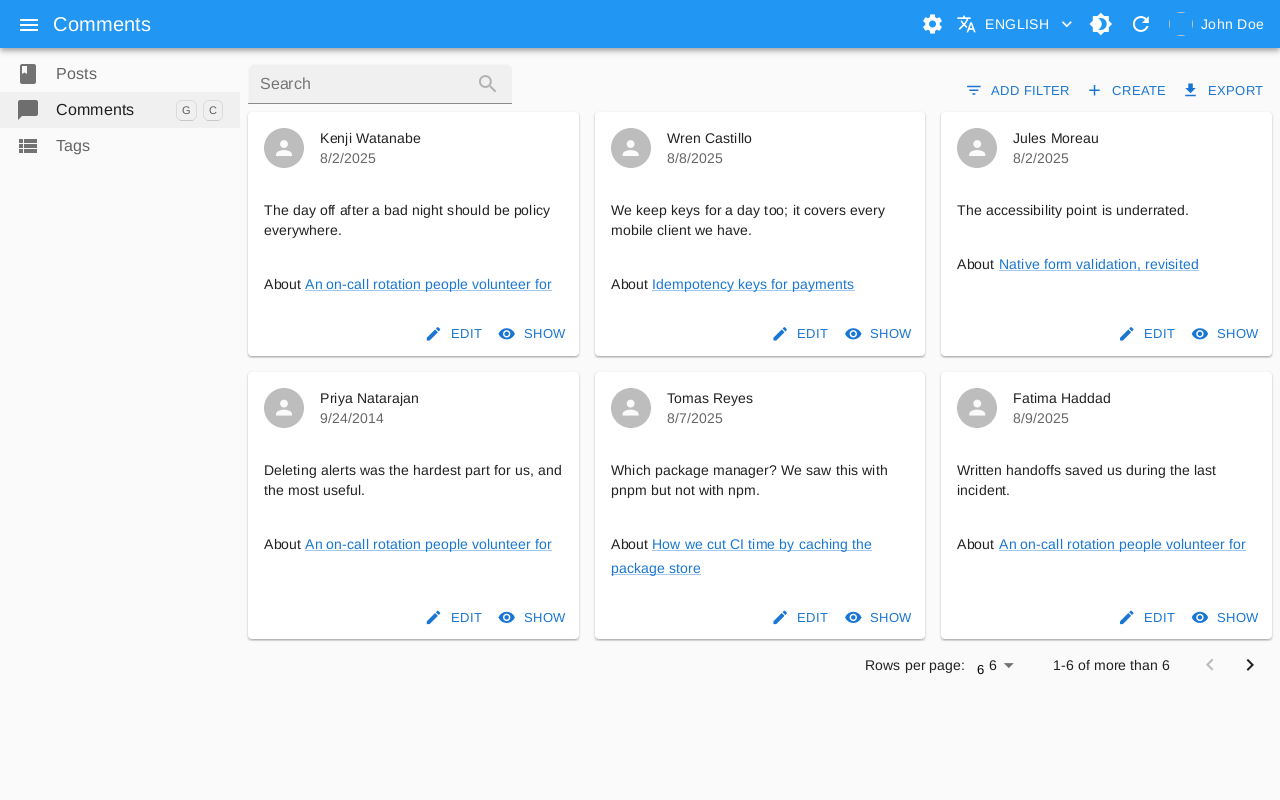 Comments
ENGLISH
John Doe
Posts
Comments
G
C
Tags
Search
ADD FILTER
CREATE
EXPORT
Kenji Watanabe
8/2/2025
The day off after a bad night should be policy
everywhere.
About An on-call rotation people volunteer for
EDIT
SHOW
Wren Castillo
8/8/2025
We keep keys for a day too; it covers every
mobile client we have.
About Idempotency keys for payments
EDIT
SHOW
Jules Moreau
8/2/2025
The accessibility point is underrated.
About Native form validation, revisited
EDIT
SHOW
Priya Natarajan
9/24/2014
Deleting alerts was the hardest part for us, and
the most useful.
About An on-call rotation people volunteer for
EDIT
SHOW
Tomas Reyes
8/7/2025
Which package manager? We saw this with
pnpm but not with npm.
About How we cut CI time by caching the
package store
EDIT
SHOW
Fatima Haddad
8/9/2025
Written handoffs saved us during the last
incident.
About An on-call rotation people volunteer for
EDIT
SHOW
Rows per page:
6
6
1-6 of more than 6